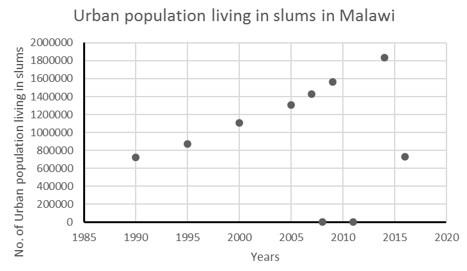 Urban population living in slums in Malawi
No. of Urban population living in slums
2000000
1800000
1600000
1400000
1200000
1000000
800000
600000
400000
200000
0
1985 1990 1995 2000 2005 2010 2015 2020
Years